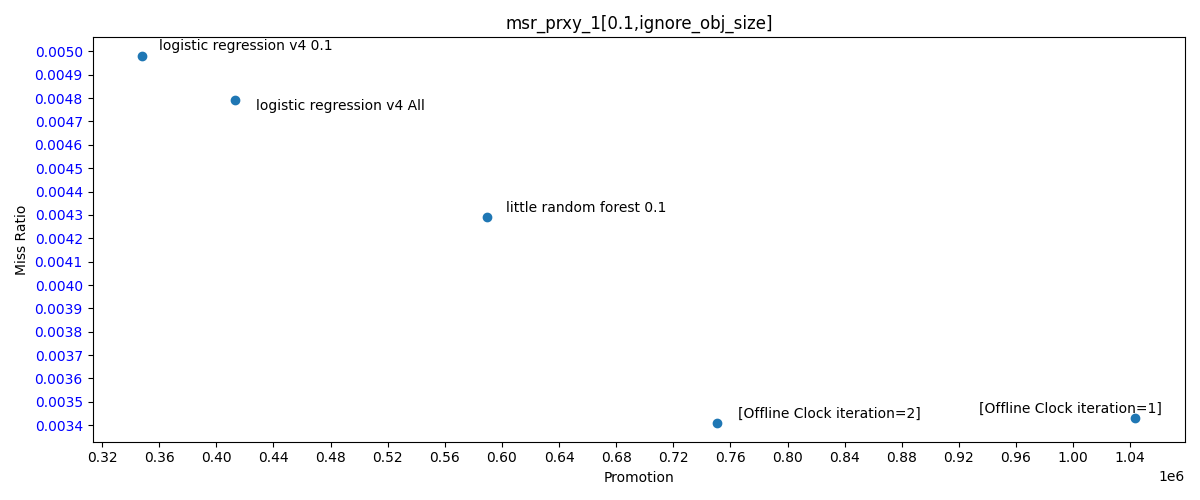 msr_prxy_1[0.1,ignore_obj_size]
0.0050
0.0049
0.0048
0.0047
0.0046
0.0045
0.0044
0.0043
0.0042
0.0041
0.0040
0.0039
0.0038
0.0037
0.0036
0.0035
0.0034
Miss Ratio
logistic regression v4 0.1
logistic regression v4 All
little random forest 0.1
[Offline Clock iteration=2]
[Offline Clock iteration=1]
0.32 0.36 0.40 0.44 0.48 0.52 0.56 0.60 0.64 0.68 0.72 0.76 0.80 0.84 0.88 0.92 0.96 1.00 1.04
1e6
Promotion